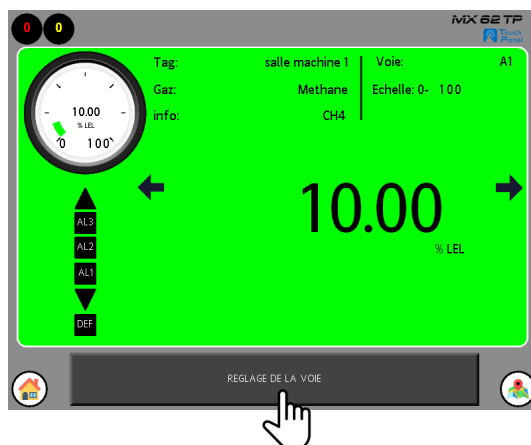 0 0
MX 62 TP
Touch
Panel
Tag: salle machine 1 Voie: A1
Gaz: Methane Echelle: 0- 100
info: CH4
10.00
% LEL
0 100
10.00
% LEL
AL3
AL2
AL1
DEF
REGLAGE DE LA VOIE